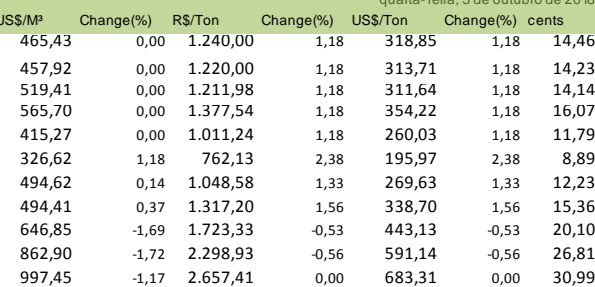 quarta-feira, 3 de outubro de 2018
US$/M³ Change(%) R$/Ton Change(%) US$/Ton Change(%) cents
465,43 0,00 1.240,00 1,18 318,85 1,18 14,46
457,92 0,00 1.220,00 1,18 313,71 1,18 14,23
519,41 0,00 1.211,98 1,18 311,64 1,18 14,14
565,70 0,00 1.377,54 1,18 354,22 1,18 16,07
415,27 0,00 1.011,24 1,18 260,03 1,18 11,79
326,62 1,18 762,13 2,38 195,97 2,38 8,89
494,62 0,14 1.048,58 1,33 269,63 1,33 12,23
494,41 0,37 1.317,20 1,56 338,70 1,56 15,36
646,85 -1,69 1.723,33 -0,53 443,13 -0,53 20,10
862,90 -1,72 2.298,93 -0,56 591,14 -0,56 26,81
997,45 -1,17 2.657,41 0,00 683,31 0,00 30,99